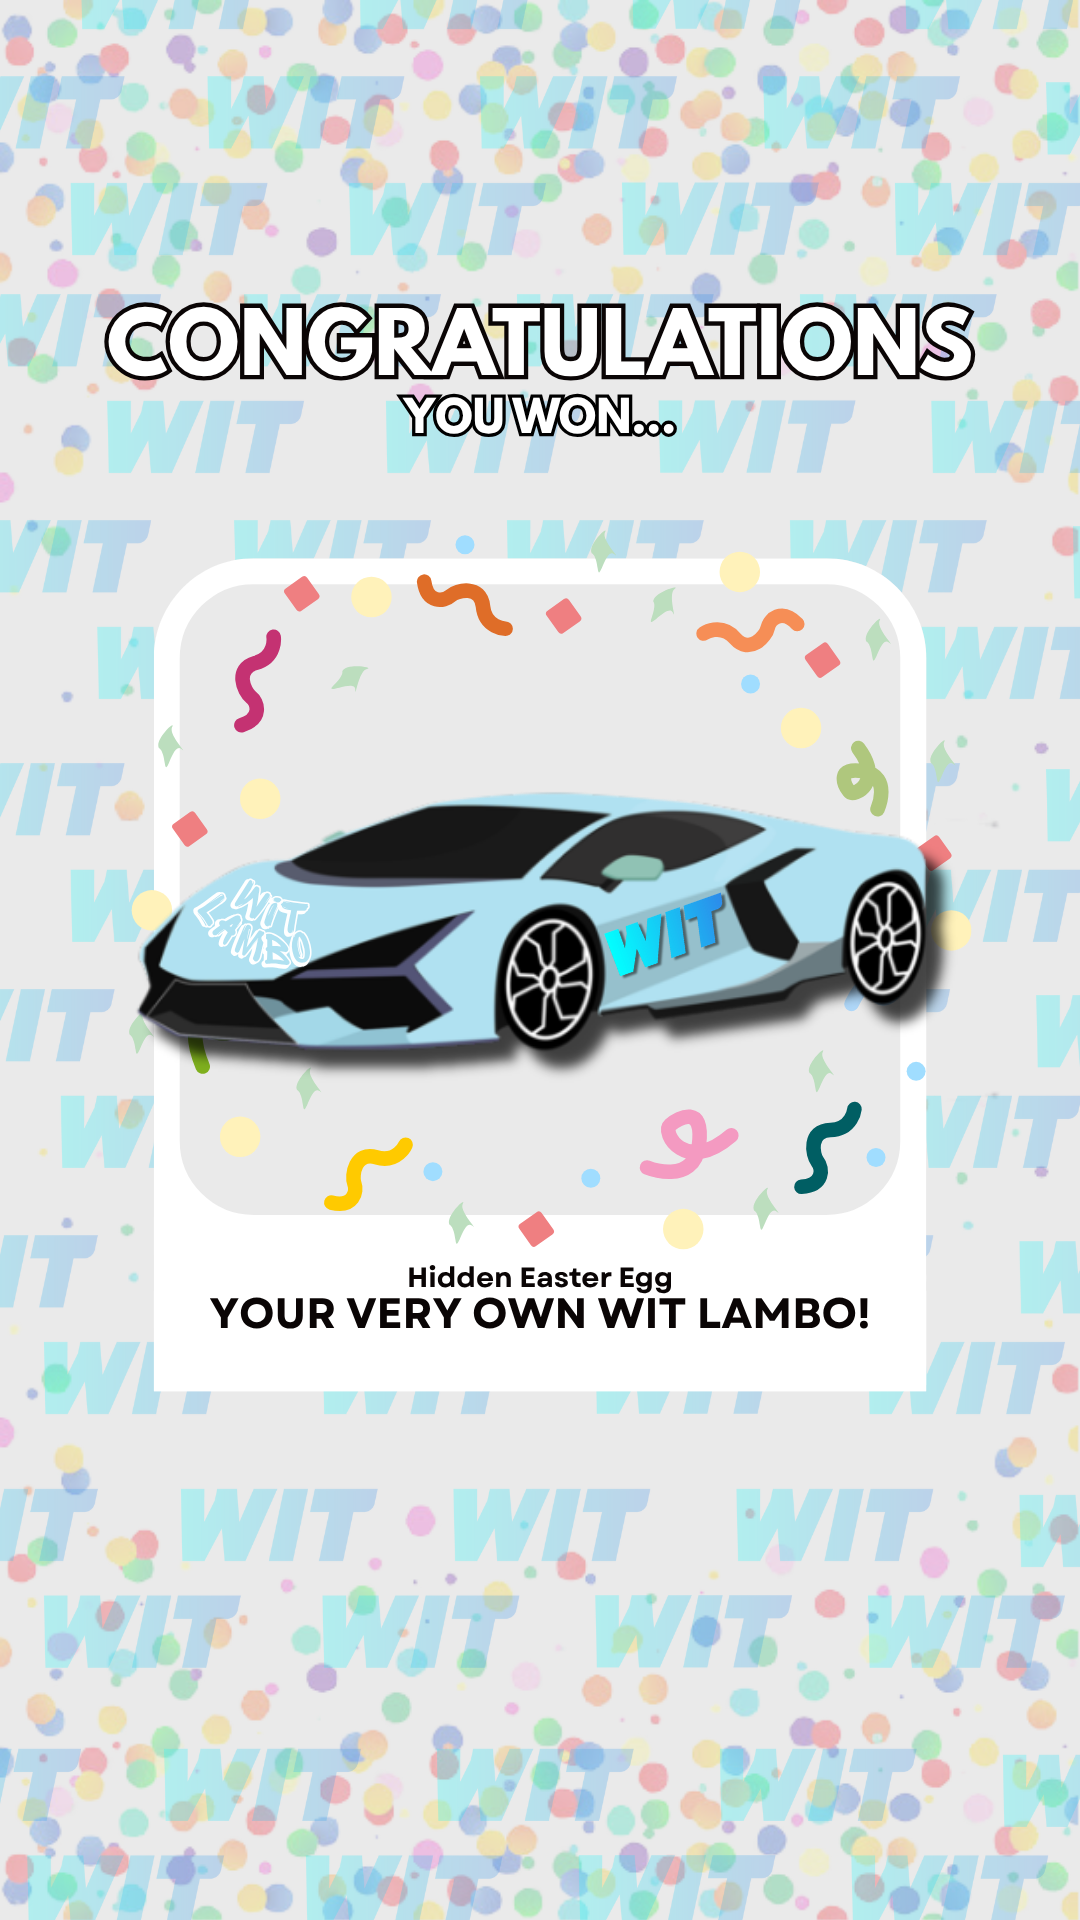 CONGRATULATIONS
YOU WON...
WIT
LAMBO
WIT
Hidden Easter Egg
YOUR VERY OWN WIT LAMBO!